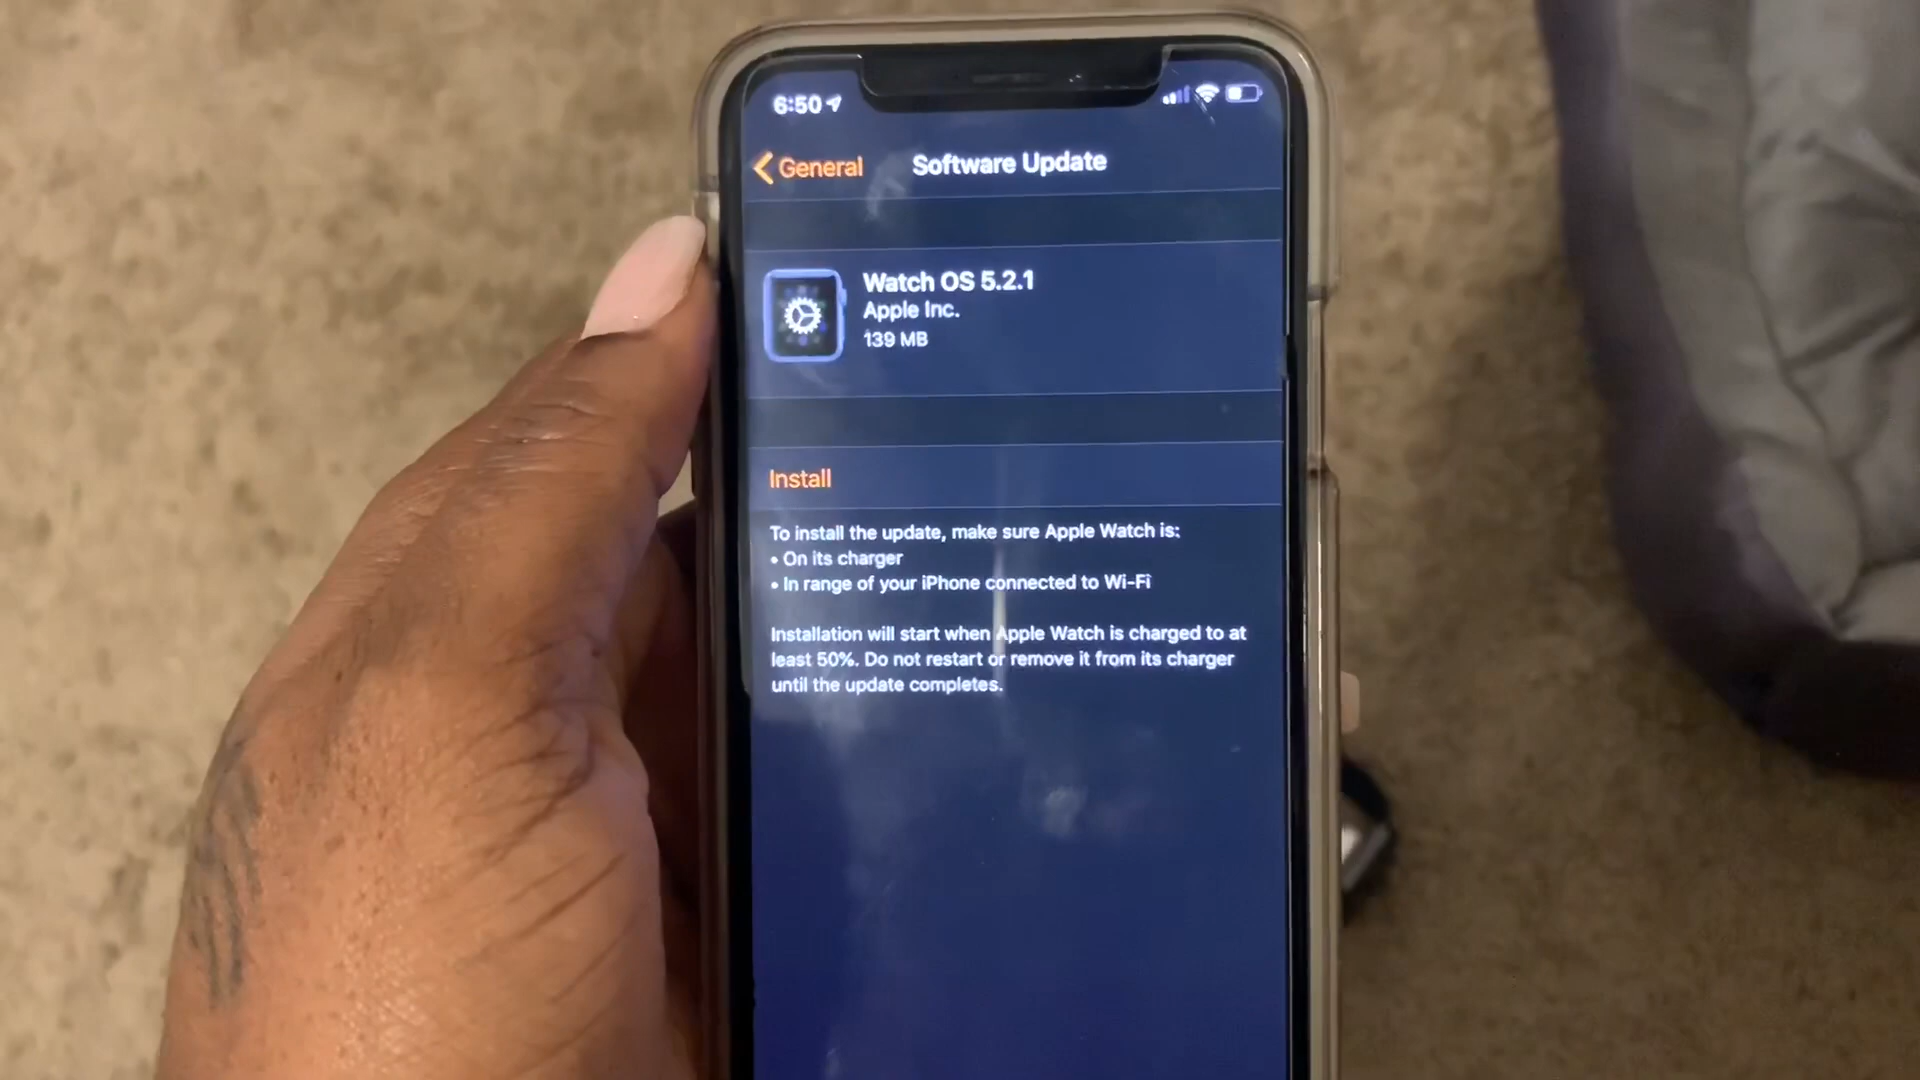 6:50
General
Software Update
Watch OS 5.2.1
Apple Inc.
139 MB
Install
To install the update, make sure Apple Watch is:
• On its charger
• In range of your iPhone connected to Wi-Fi
Installation will start when Apple Watch is charged to at
least 50%. Do not restart or remove it from its charger
until the update completes.